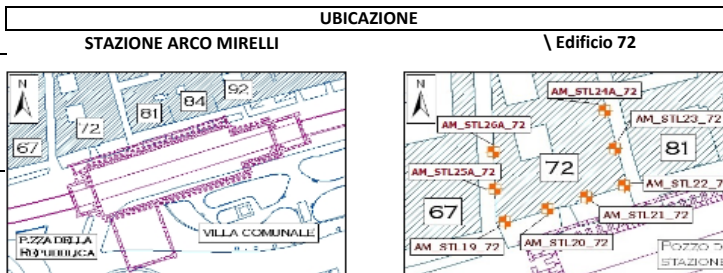 UBICAZIONE
STAZIONE ARCO MIRELLI
\ Edificio 72
N
92
84
81
72
67
P.ZZA DELLA
REPUBBLICA
VILLA COMUNALE
N
AM_STL24A_72
AM_STL23_72
AM_STL26A_72
81
72
AM_STL25A_72
AM_STL22_7
67
AM_STL21_72
AM_STL19_72
AM_STL20_72
POZZO D
STAZIONE